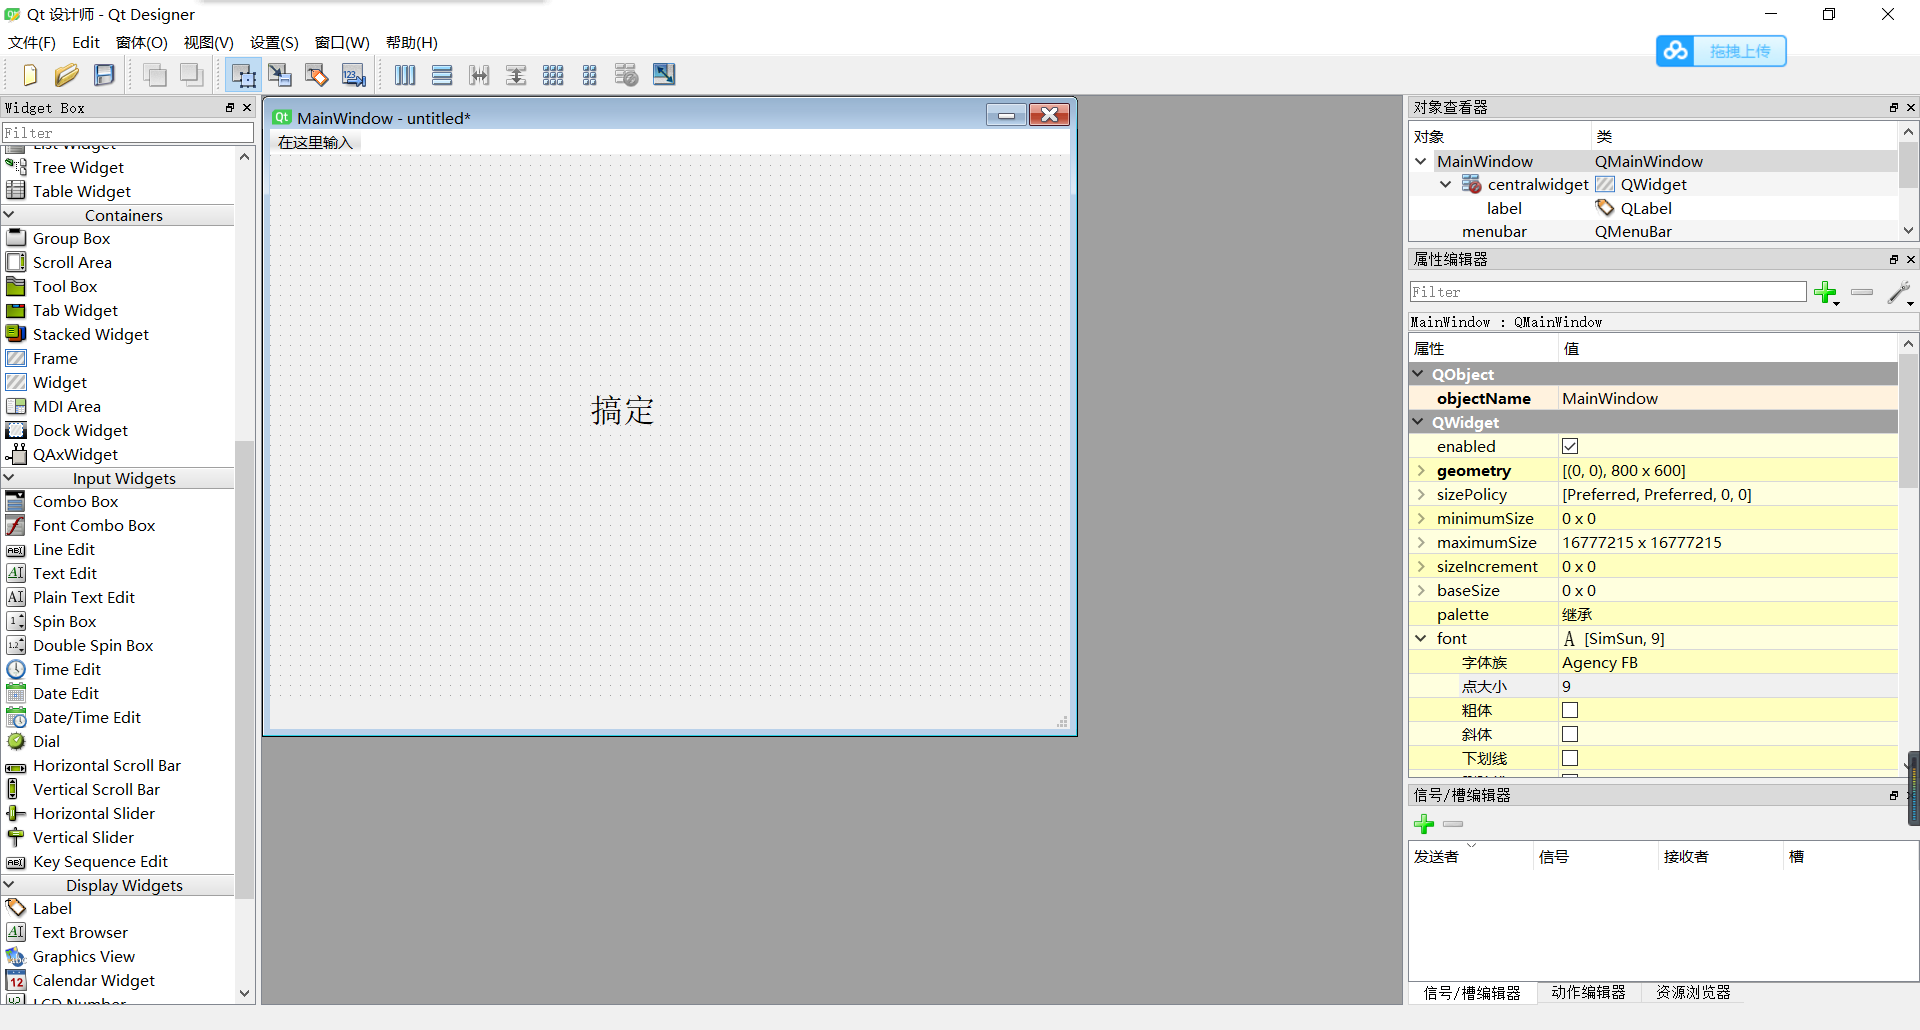 Qt 设计师 - Qt Designer
文件(F) Edit 窗体(O) 视图(V) 设置(S) 窗口(W) 帮助(H)
拖拽上传
Widget Box
Filter
List Widget
Tree Widget
Table Widget
Containers
Group Box
Scroll Area
Tool Box
Tab Widget
Stacked Widget
Frame
Widget
MDI Area
Dock Widget
QAxWidget
Input Widgets
Combo Box
Font Combo Box
Line Edit
Text Edit
Plain Text Edit
Spin Box
Double Spin Box
Time Edit
Date Edit
Date/Time Edit
Dial
Horizontal Scroll Bar
Vertical Scroll Bar
Horizontal Slider
Vertical Slider
Key Sequence Edit
Display Widgets
Label
Text Browser
Graphics View
Calendar Widget
LCD Number
MainWindow - untitled*
在这里输入
搞定
对象查看器
对象 类
MainWindow QMainWindow
centralwidget QWidget
label QLabel
menubar QMenuBar
属性编辑器
Filter
MainWindow : QMainWindow
属性 值
QObject
objectName MainWindow
QWidget
enabled
geometry [(0, 0), 800 x 600]
sizePolicy [Preferred, Preferred, 0, 0]
minimumSize 0 x 0
maximumSize 16777215 x 16777215
sizeIncrement 0 x 0
baseSize 0 x 0
palette 继承
font A [SimSun, 9]
字体族 Agency FB
点大小 9
粗体
斜体
下划线
信号/槽编辑器
发送者 信号 接收者 槽
信号/槽编辑器 动作编辑器 资源浏览器